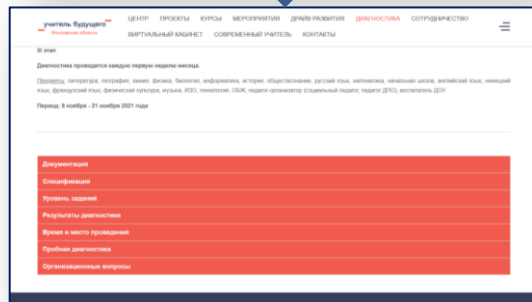 учитель будущего
Московская область
ЦЕНТР ПРОЕКТЫ КУРСЫ МЕРОПРИЯТИЯ ДРАЙВ РАЗВИТИЯ ДИАГНОСТИКА СОТРУДНИЧЕСТВО
ВИРТУАЛЬНЫЙ КАБИНЕТ СОВРЕМЕННЫЙ УЧИТЕЛЬ КОНТАКТЫ
III этап
Диагностика проводится каждую первую неделю месяца.
Предметы: литература, география, химия, физика, биология, информатика, история, обществознание, русский язык, математика, начальная школа, английский язык, немецкий
язык, французский язык, физическая культура, музыка, ИЗО, технология, ОБЖ, педагог-организатор (социальный педагог, педагог ДПО), воспитатель ДОУ
Период: 8 ноября - 21 ноября 2021 года
Документация
Спецификация
Уровень заданий
Результаты диагностики
Время и место проведения
Пробная диагностика
Организационные вопросы